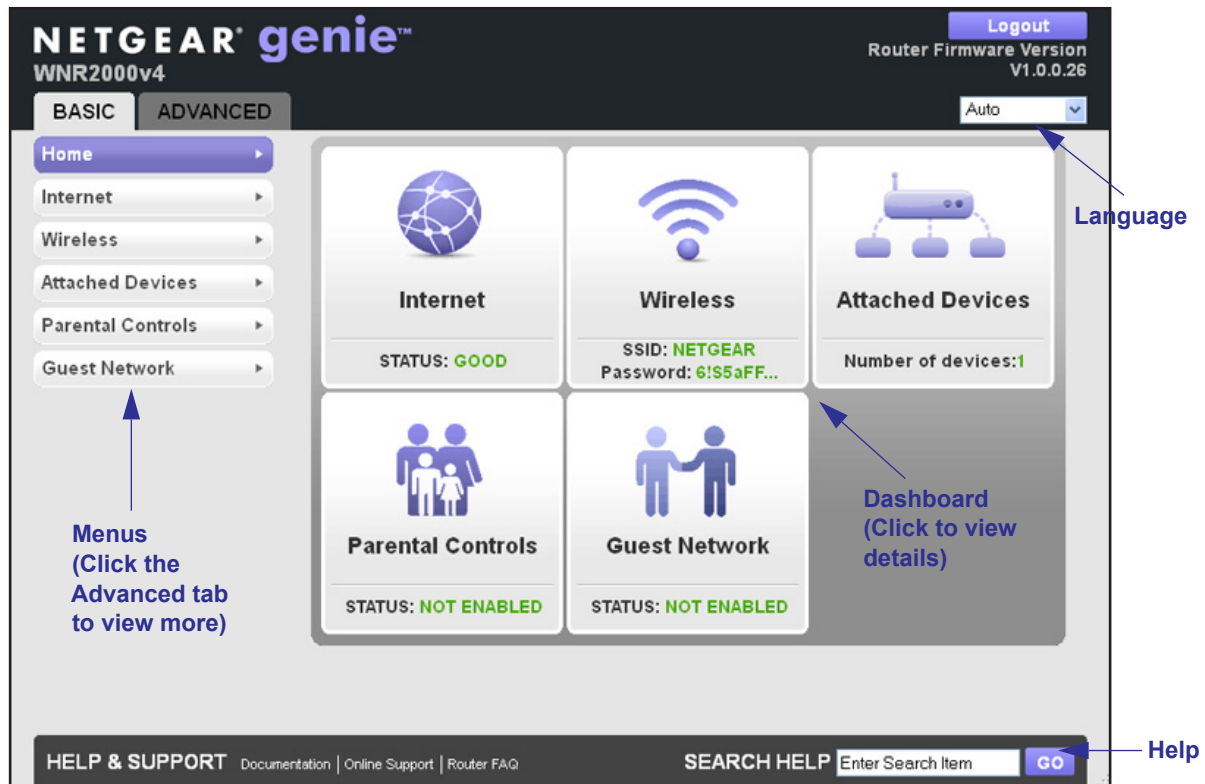 NETGEAR® genie™
WNR2000v4
Logout
Router Firmware Version
V1.0.0.26
BASIC
ADVANCED
Auto
Home
Internet
Wireless
Attached Devices
Parental Controls
Guest Network
Internet
STATUS: GOOD
Wireless
SSID: NETGEAR
Password: 6!S5aFF...
Attached Devices
Number of devices:1
Parental Controls
STATUS: NOT ENABLED
Guest Network
STATUS: NOT ENABLED
Language
Menus
(Click the
Advanced tab
to view more)
Dashboard
(Click to view
details)
HELP & SUPPORT Documentation | Online Support | Router FAQ
SEARCH HELP Enter Search Item GO
Help